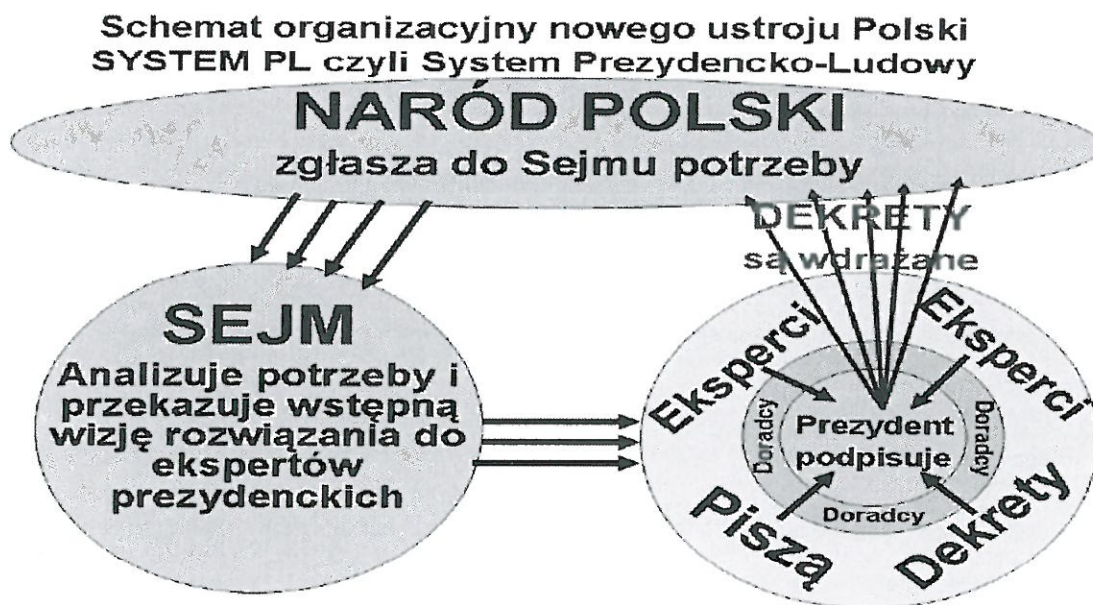 Schemat organizacyjny nowego ustroju Polski
SYSTEM PL czyli System Prezydencko-Ludowy
NARÓD POLSKI
zgłasza do Sejmu potrzeby
DEKRETY
są wdrażane
SEJM
Analizuje potrzeby i
przekazuje wstępną
wizję rozwiązania do
ekspertów
prezydenckich
Eksperci
Eksperci
Doradcy
Prezydent
podpisuje
Doradcy
Doradcy
Piszą
Dekrety